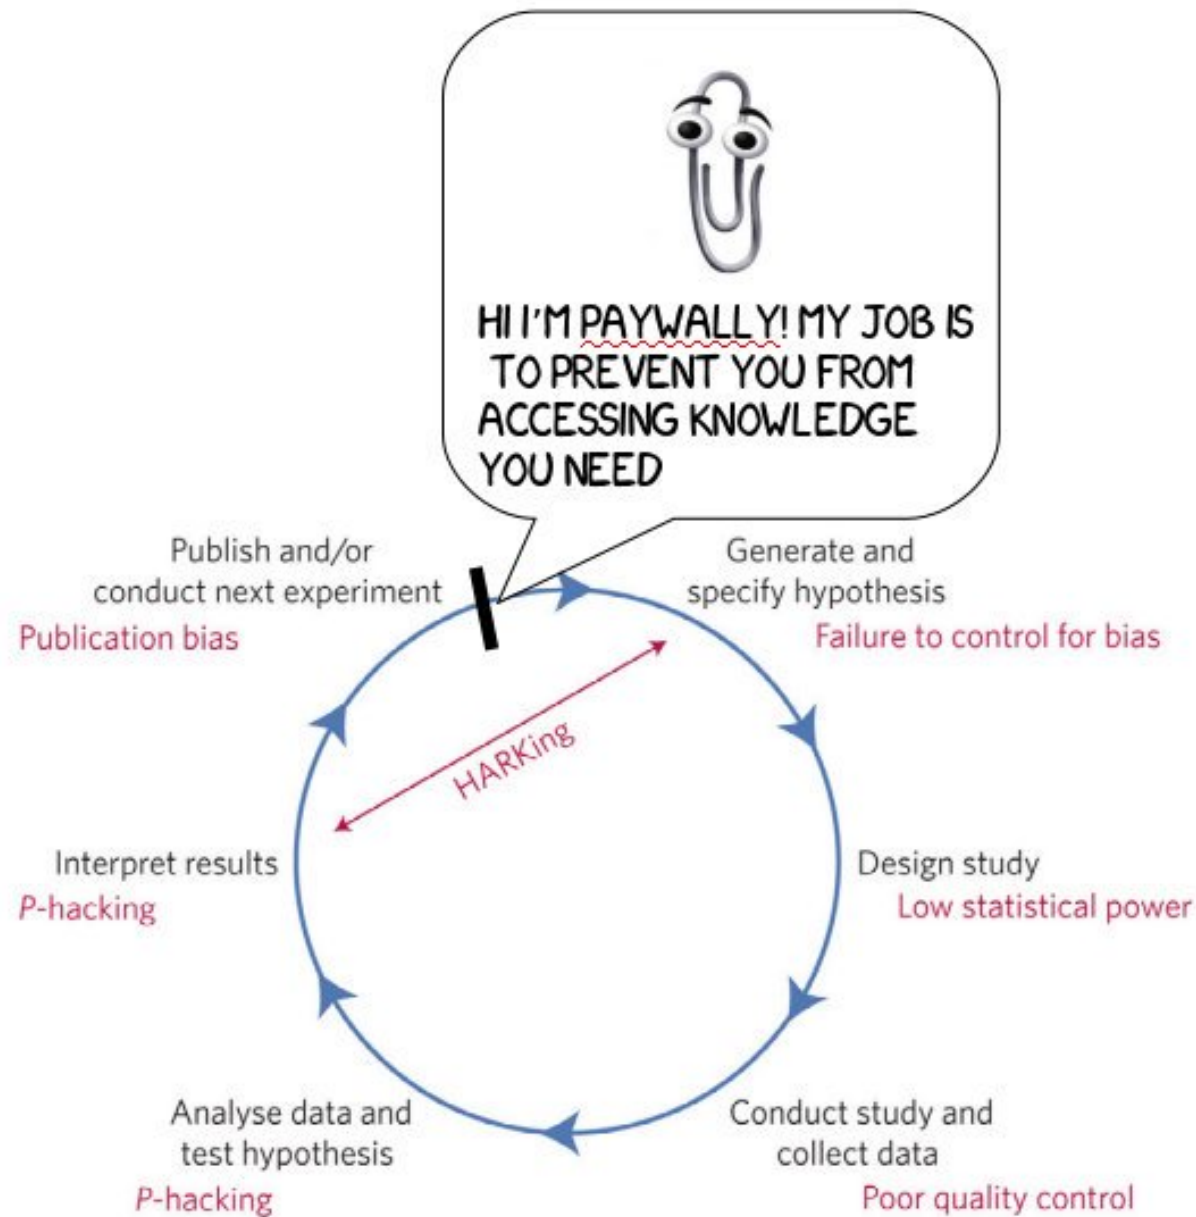 HI I'M PAYWALLY! MY JOB IS
TO PREVENT YOU FROM
ACCESSING KNOWLEDGE
YOU NEED
Publish and/or
conduct next experiment
Publication bias
Generate and
specify hypothesis
Failure to control for bias
HARKing
Interpret results
P-hacking
Design study
Low statistical power
Analyse data and
test hypothesis
P-hacking
Conduct study and
collect data
Poor quality control